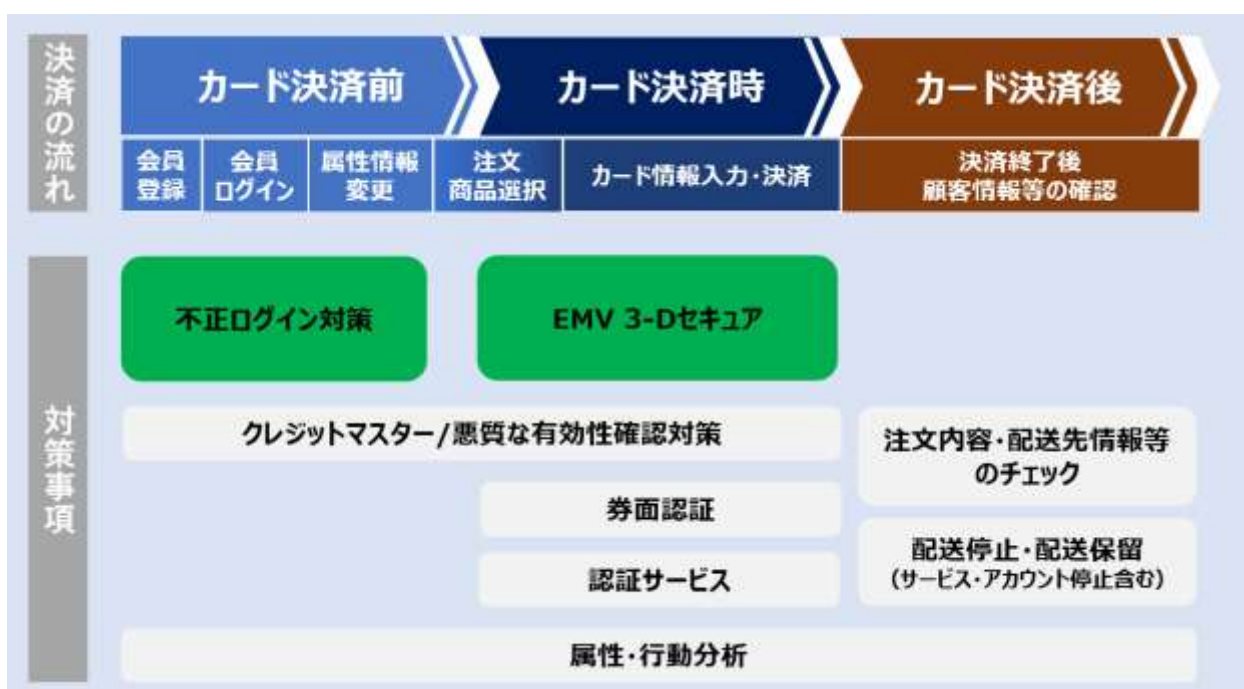 決済の流れ
カード決済前
カード決済時
カード決済後
会員
登録
会員
ログイン
属性情報
変更
注文
商品選択
カード情報入力・決済
決済終了後
顧客情報等の確認
対策事項
不正ログイン対策
EMV 3-Dセキュア
クレジットマスター/悪質な有効性確認対策
注文内容・配送先情報等
のチェック
券面認証
配送停止・配送保留
(サービス・アカウント停止含む)
認証サービス
属性・行動分析